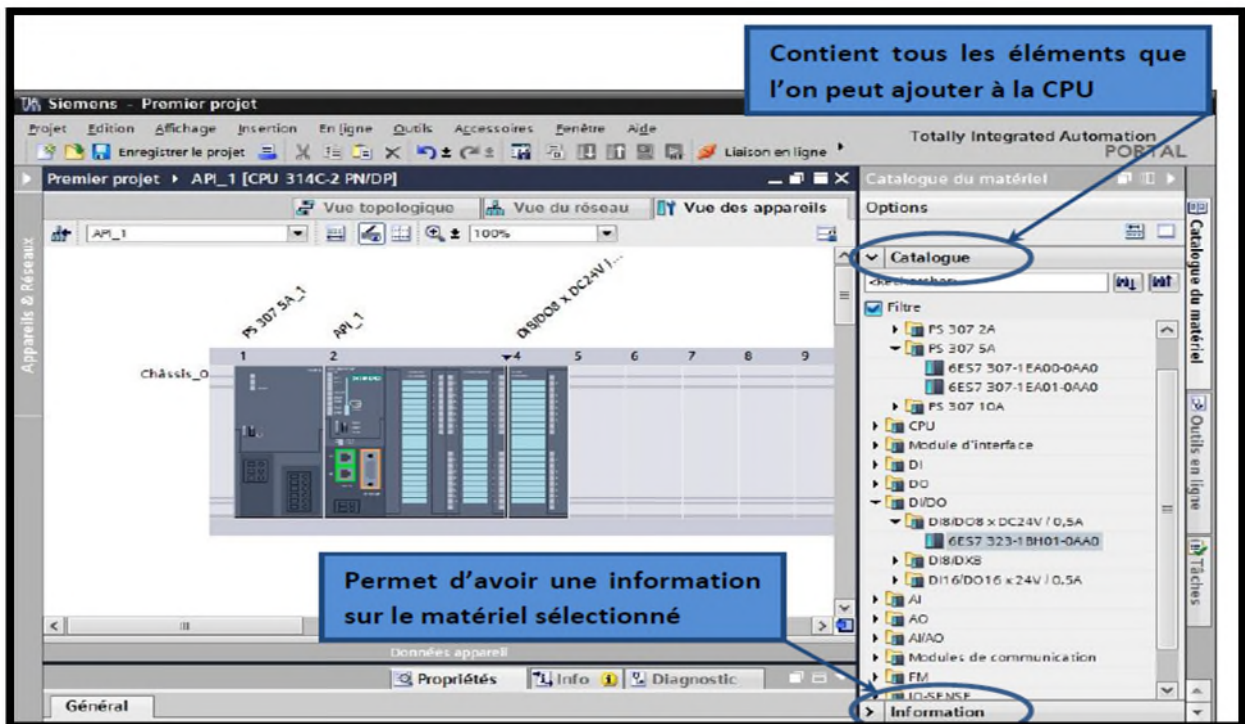 Contient tous les éléments que
l'on peut ajouter à la CPU
Siemens - Premier projet
Projet Edition Affichage Insertion En ligne Outils Accessoires Fenêtre Aide
Totally Integrated Automation
PORTAL
Enregistrer le projet
Liaison en ligne
Premier projet ▸ API_1 [CPU 314C-2 PN/DP]
Catalogue du matériel
Vue topologique
Vue du réseau
Vue des appareils
Options
API_1
100%
Catalogue
<Rechercher>
Filtre
PS 307 2A
PS 307 5A
6ES7 307-1EA00-0AA0
6ES7 307-1EA01-0AA0
PS 307 10A
CPU
Module d'interface
DI
DO
DI/DO
DI8/DO8 x DC24V / 0,5A
6ES7 323-1BH01-0AA0
DI8/DX8
DI16/DO16 x 24V / 0.5A
AI
AO
AI/AO
Modules de communication
FM
IO-SENSE
Information
PS 307 5A_1
API_1
DI8/DO8 x DC24V /...
1 2 4 5 6 7 8 9
Châssis_0
Permet d'avoir une information
sur le matériel sélectionné
Données appareil
Propriétés
Info
Diagnostic
Général
Appareils & Réseaux
Catalogue du matériel
Outils en ligne
Tâches